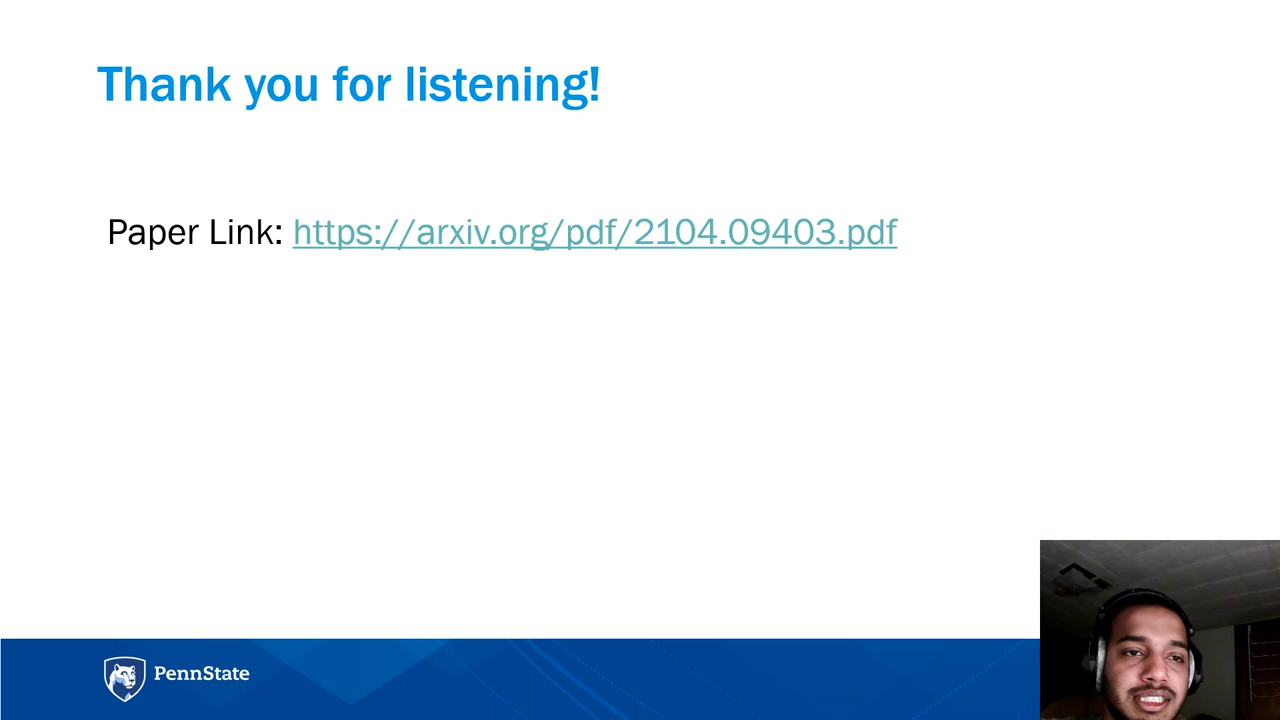 Thank you for listening!
Paper Link: https://arxiv.org/pdf/2104.09403.pdf
PennState